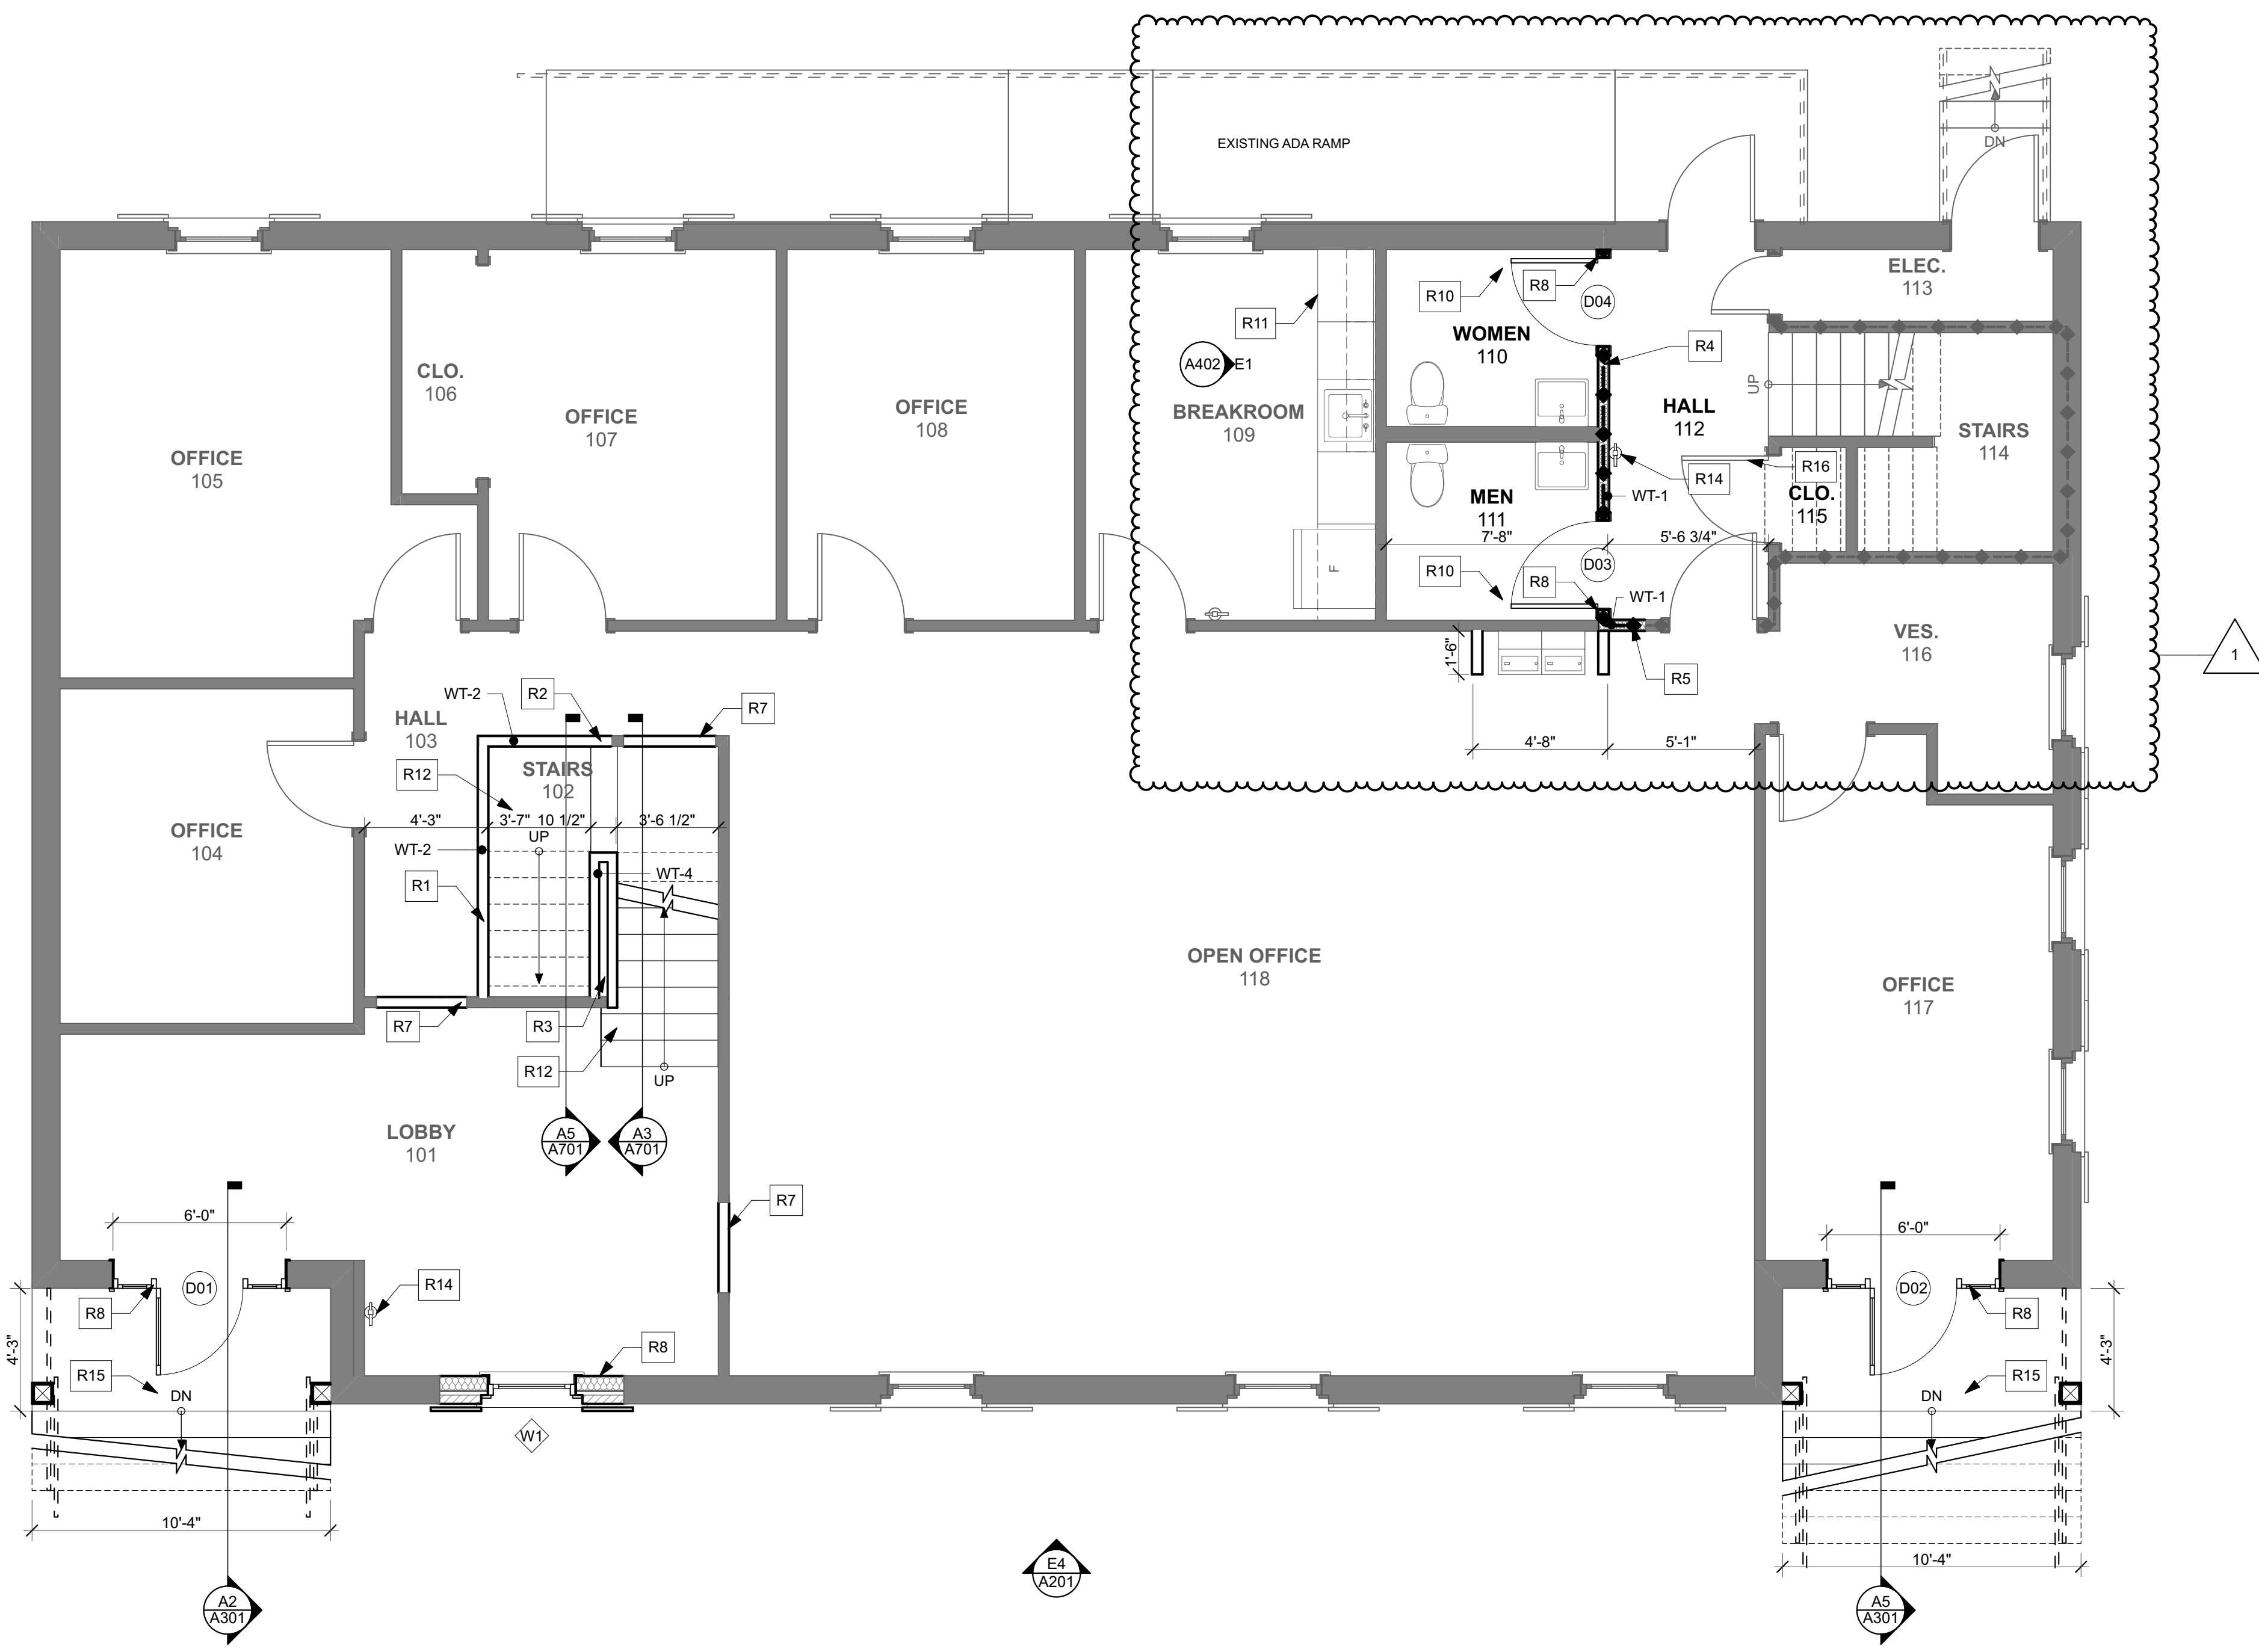 EXISTING ADA RAMP
DN
ELEC.
113
R10
R8
D04
R11
WOMEN
110
R4
A402
E1
UP
CLO.
106
OFFICE
107
OFFICE
108
BREAKROOM
109
HALL
112
STAIRS
114
OFFICE
105
R16
R14
CLO.
115
MEN
111
WT-1
7'-8"
5'-6 3/4"
F
R10
R8
D03
WT-1
VES.
116
1
1'-6"
R5
WT-2
R2
R7
HALL
103
4'-8"
5'-1"
R12
STAIRS
102
4'-3"
3'-7"
10 1/2"
3'-6 1/2"
UP
OFFICE
104
WT-2
WT-4
R1
OPEN OFFICE
118
OFFICE
117
R7
R3
R12
UP
LOBBY
101
A5
A701
A3
A701
R7
6'-0"
6'-0"
D01
R14
D02
R8
R8
4'-3"
R8
4'-3"
R15
R15
DN
DN
W1
10'-4"
10'-4"
E4
A201
A2
A301
A5
A301